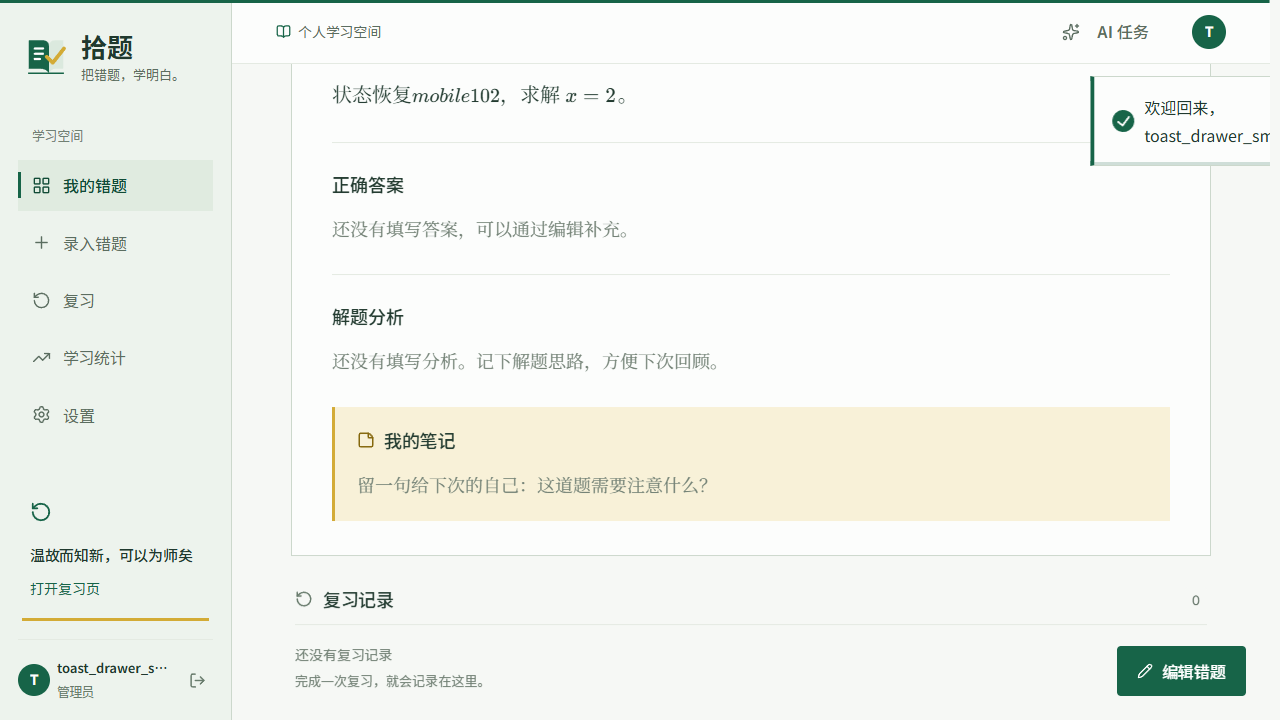 拾题
把错题，学明白。
学习空间
我的错题
录入错题
复习
学习统计
设置
温故而知新，可以为师矣
打开复习页
T
toast_drawer_s···
管理员
个人学习空间
AI 任务
T
欢迎回来，
toast_drawer_sm
状态恢复mobile102，求解 x = 2。
正确答案
还没有填写答案，可以通过编辑补充。
解题分析
还没有填写分析。记下解题思路，方便下次回顾。
我的笔记
留一句给下次的自己：这道题需要注意什么？
复习记录
0
还没有复习记录
完成一次复习，就会记录在这里。
编辑错题